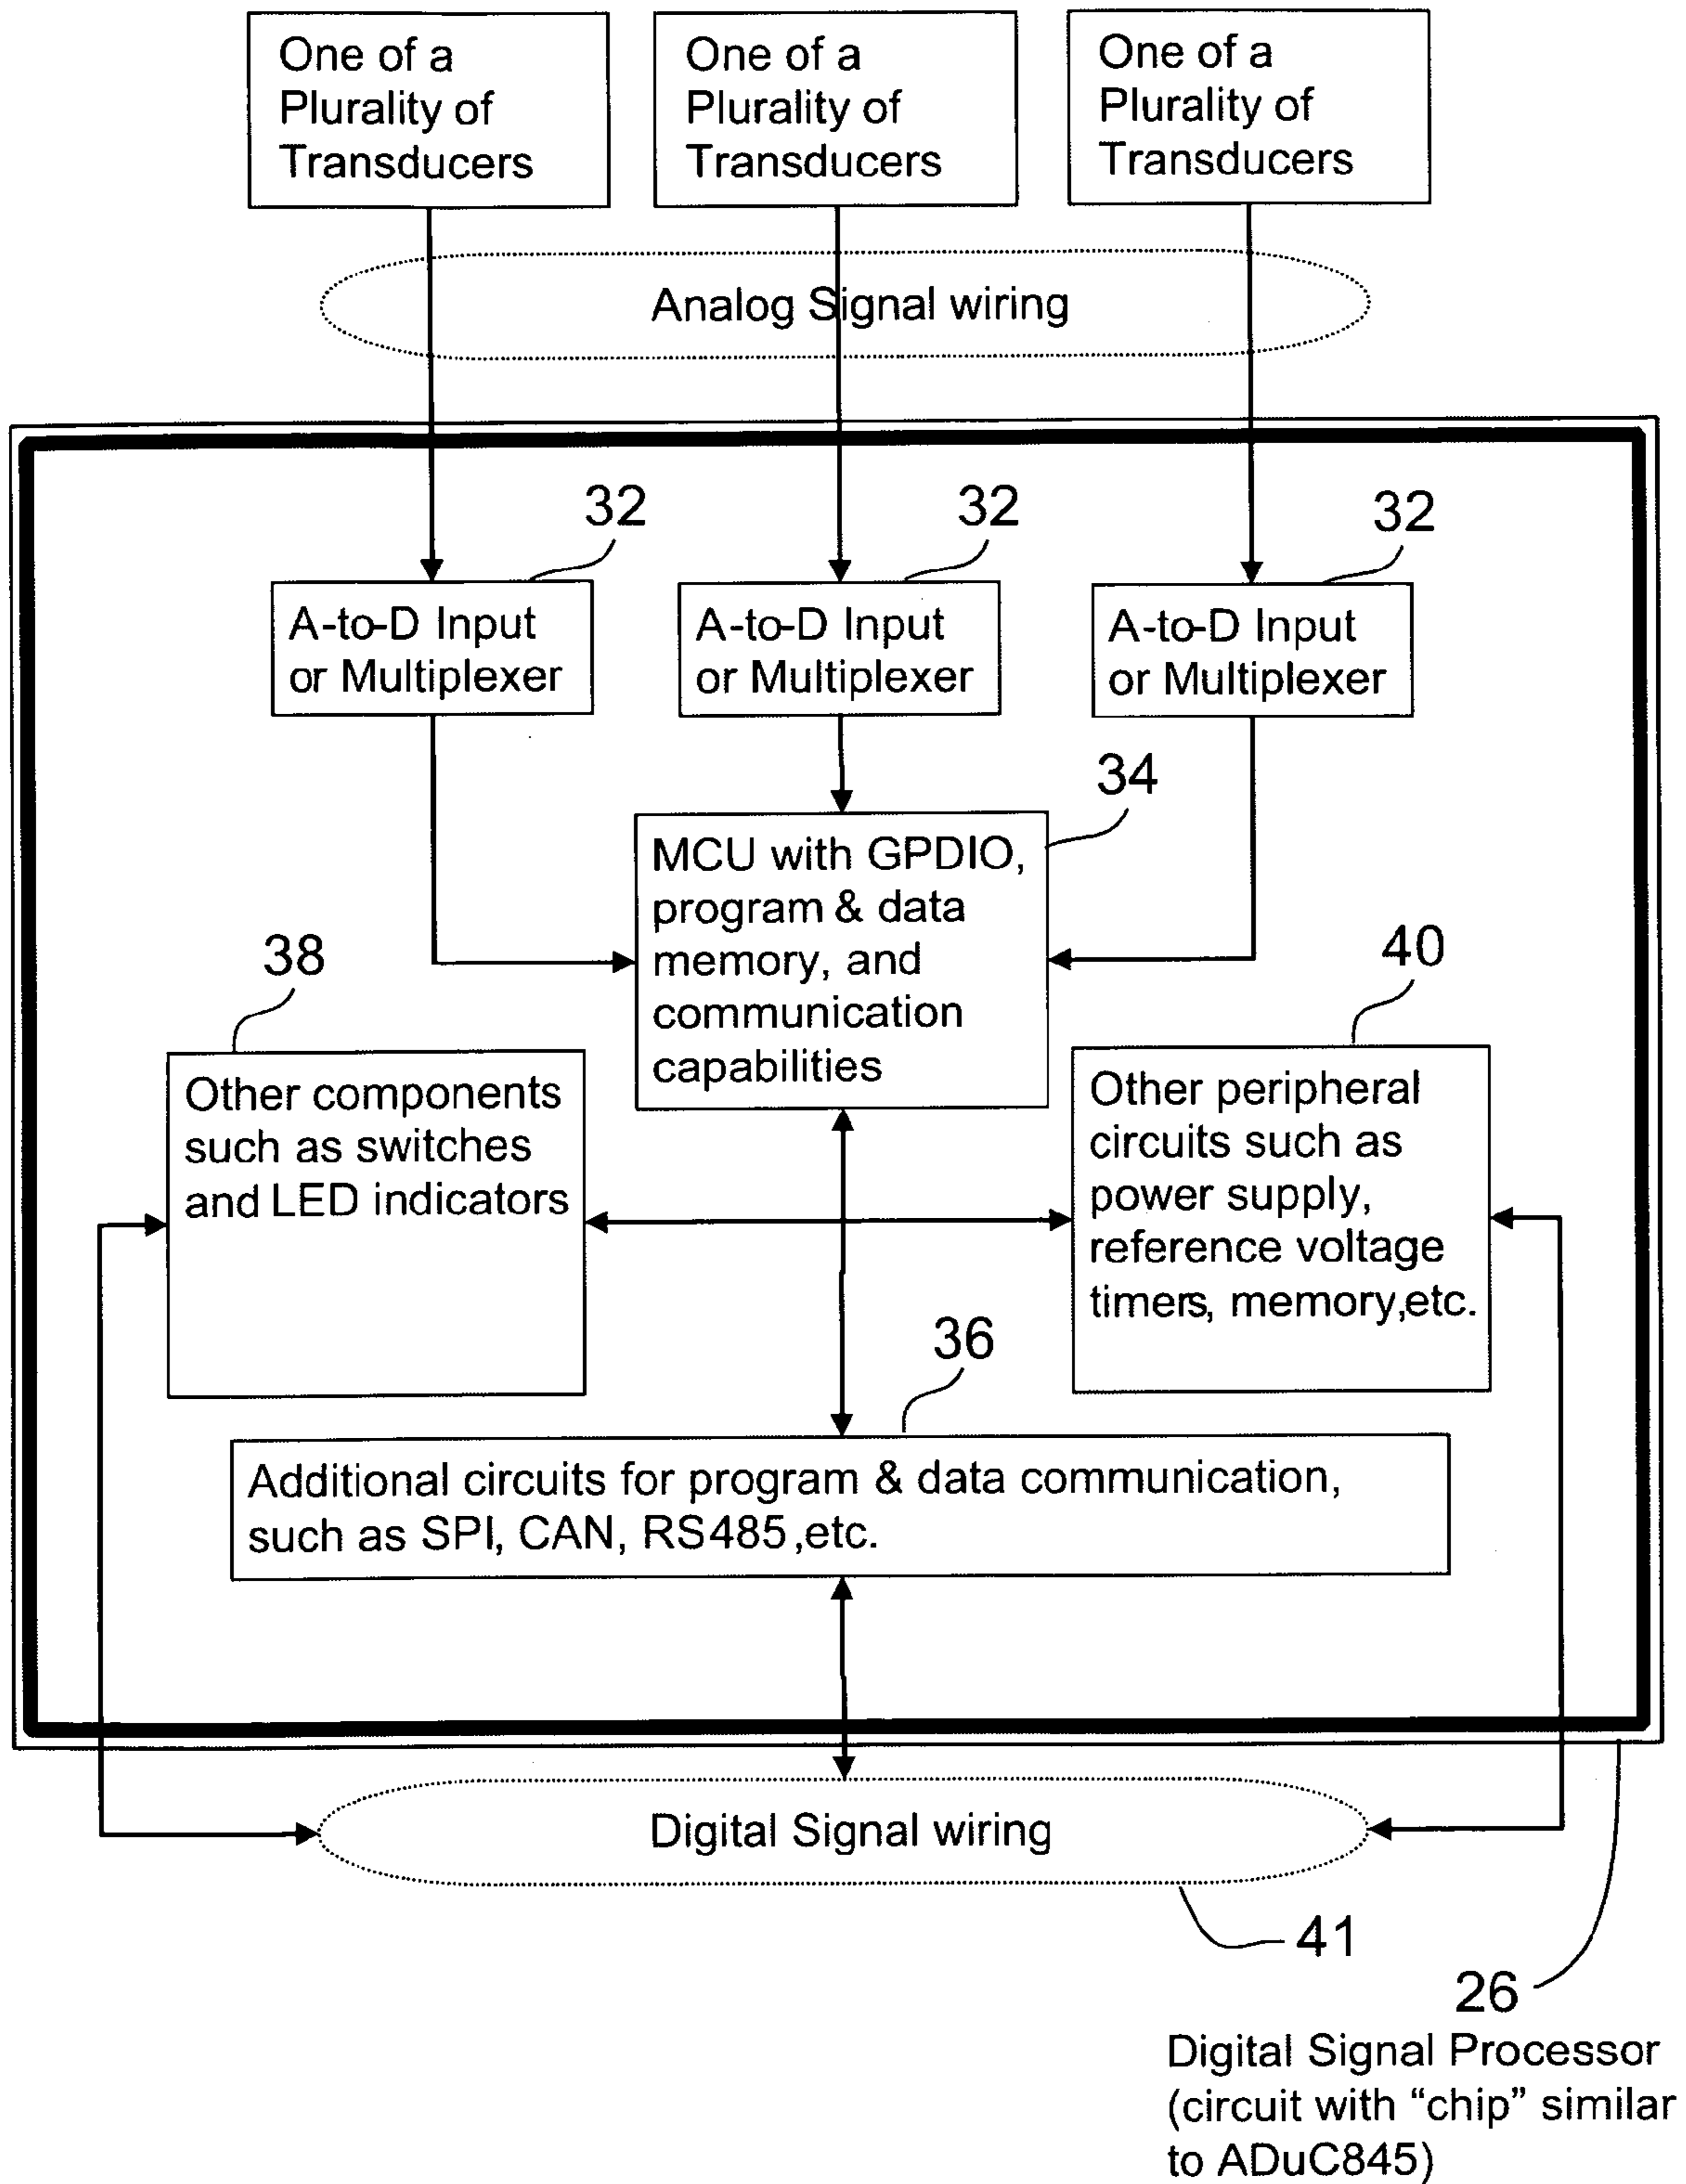 One of a
Plurality of
Transducers
One of a
Plurality of
Transducers
One of a
Plurality of
Transducers
Analog Signal wiring
32
32
32
A-to-D Input
or Multiplexer
A-to-D Input
or Multiplexer
A-to-D Input
or Multiplexer
34
MCU with GPDIO,
program & data
memory, and
communication
capabilities
38
40
Other components
such as switches
and LED indicators
Other peripheral
circuits such as
power supply,
reference voltage
timers, memory,etc.
36
Additional circuits for program & data communication,
such as SPI, CAN, RS485,etc.
Digital Signal wiring
41
26
Digital Signal Processor
(circuit with “chip” similar
to ADuC845)